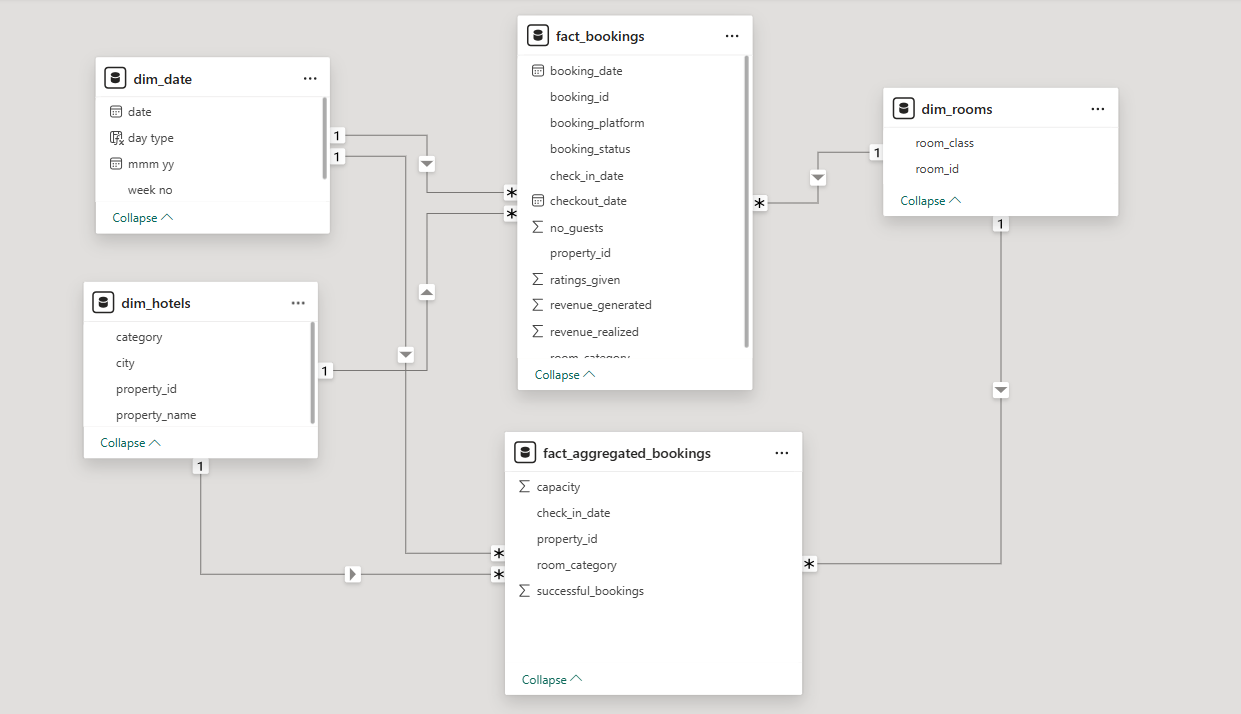 dim_date
date
day type
mmm yy
week no
Collapse
dim_hotels
category
city
property_id
property_name
Collapse
fact_bookings
booking_date
booking_id
booking_platform
booking_status
check_in_date
checkout_date
no_guests
property_id
ratings_given
revenue_generated
revenue_realized
room_category
Collapse
dim_rooms
room_class
room_id
Collapse
fact_aggregated_bookings
capacity
check_in_date
property_id
room_category
successful_bookings
Collapse
1
1
*
*
1
1
*
*
1
*
1
*